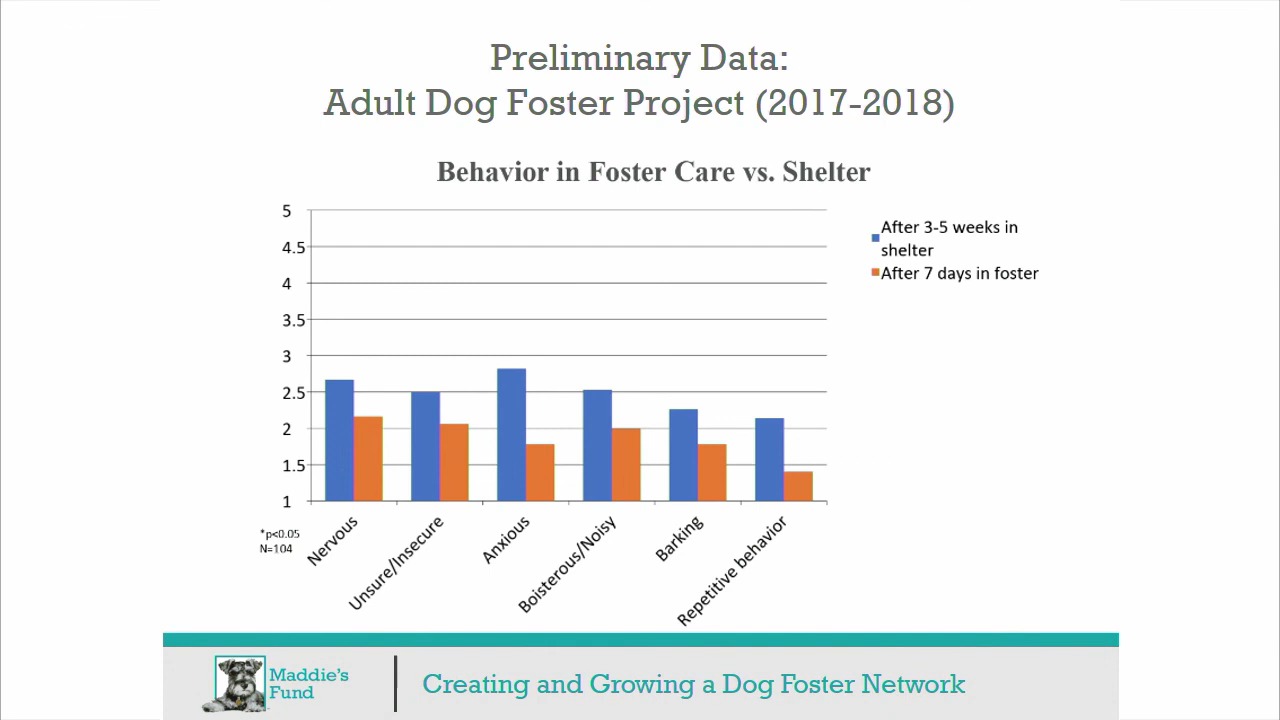 Preliminary Data:
Adult Dog Foster Project (2017-2018)
Behavior in Foster Care vs. Shelter
5
4.5
4
3.5
3
2.5
2
1.5
1
After 3-5 weeks in
shelter
After 7 days in foster
*p<0.05
N=104
Nervous
Unsure/Insecure
Anxious
Boisterous/Noisy
Barking
Repetitive behavior
Maddie's
Fund
Creating and Growing a Dog Foster Network